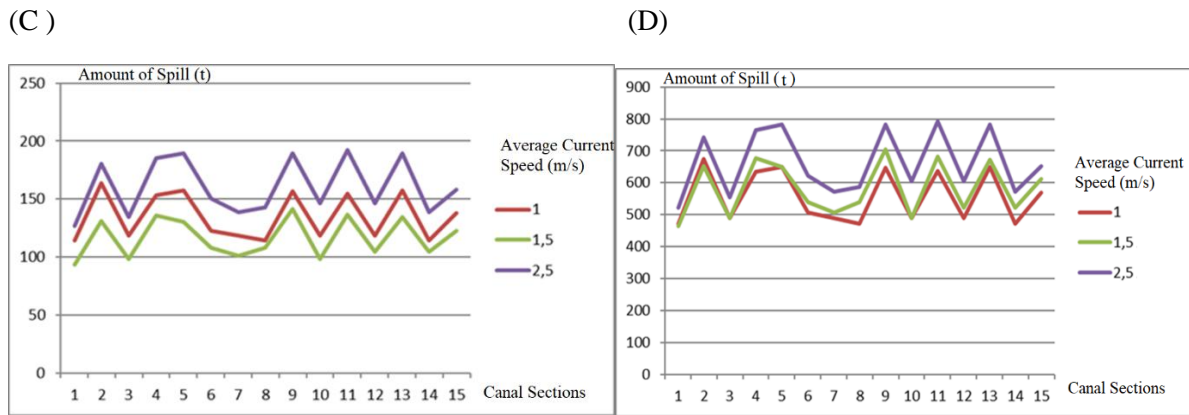 (C )
(D)
Amount of Spill (t)
250
200
150
100
50
0
1 2 3 4 5 6 7 8 9 10 11 12 13 14 15
Canal Sections
Average Current
Speed (m/s)
1
1,5
2,5
Amount of Spill ( t )
900
800
700
600
500
400
300
200
100
0
1 2 3 4 5 6 7 8 9 10 11 12 13 14 15
Canal Sections
Average Current
Speed (m/s)
1
1,5
2,5